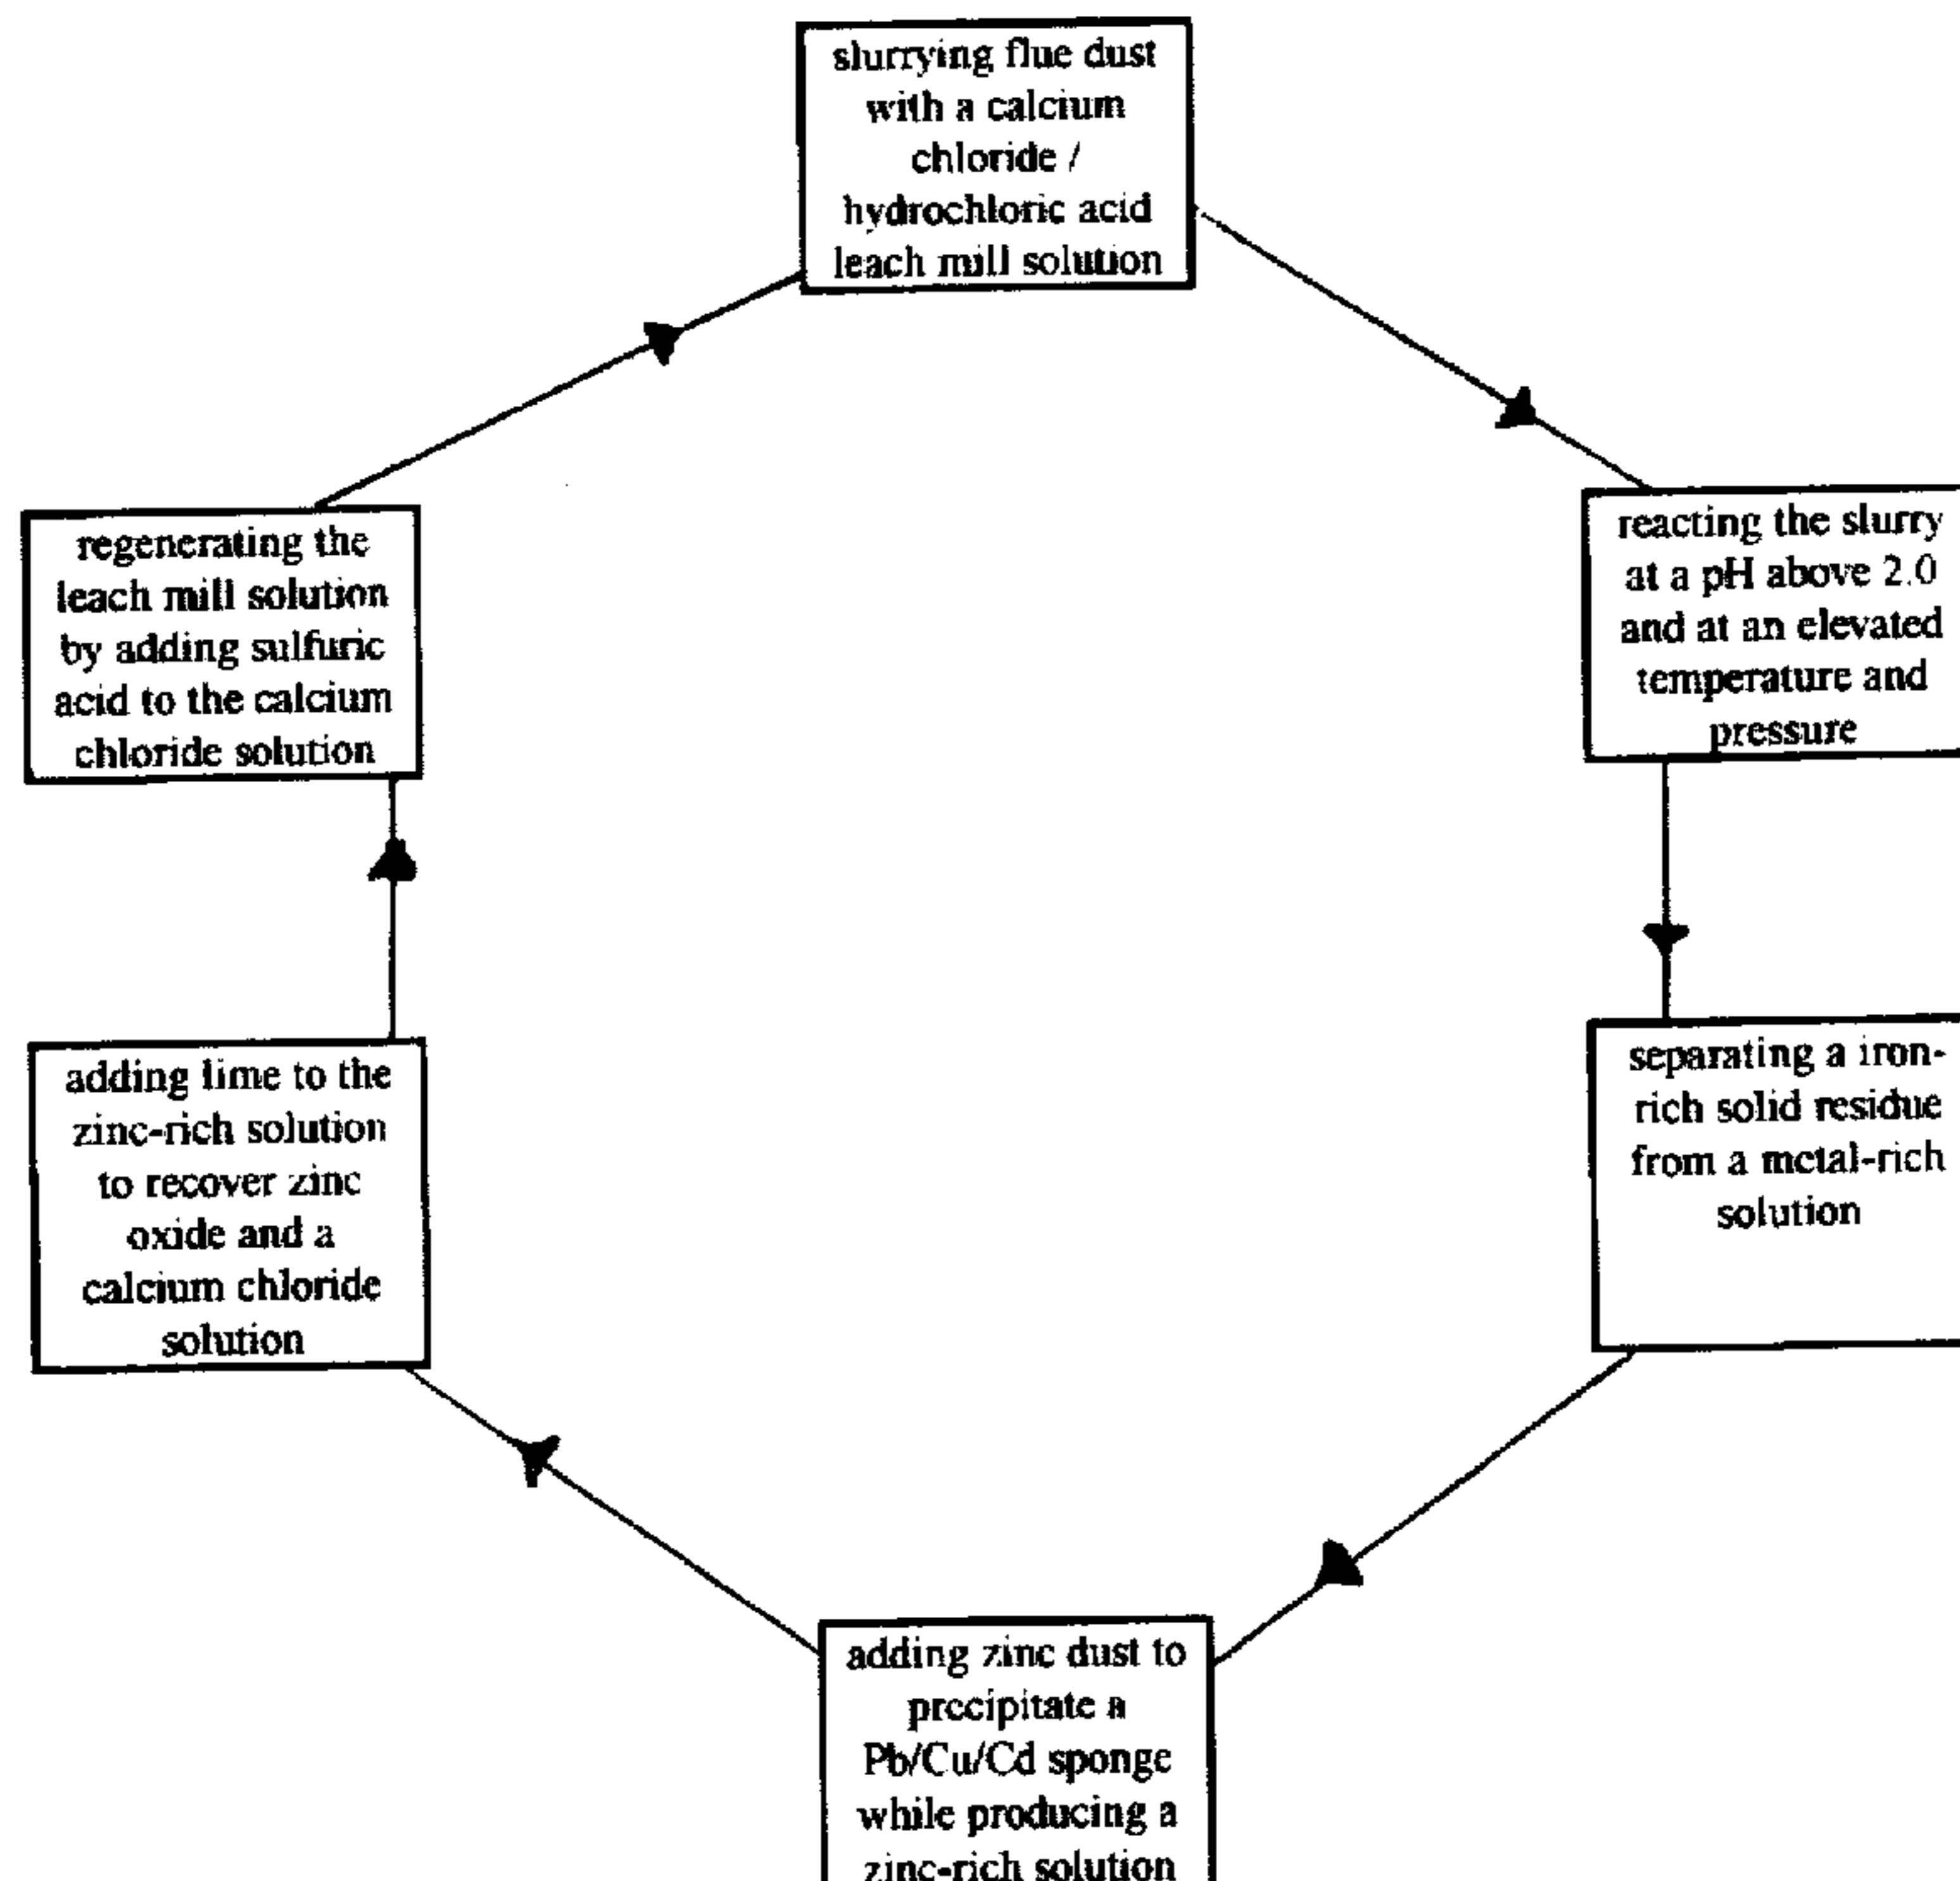 slurrying flue dust
with a calcium
chloride /
hydrochloric acid
leach mill solution
reacting the slurry
at a pH above 2.0
and at an elevated
temperature and
pressure
separating a iron-
rich solid residue
from a metal-rich
solution
adding zinc dust to
precipitate a
Pb/Cu/Cd sponge
while producing a
zinc-rich solution
adding lime to the
zinc-rich solution
to recover zinc
oxide and a
calcium chloride
solution
regenerating the
leach mill solution
by adding sulfuric
acid to the calcium
chloride solution